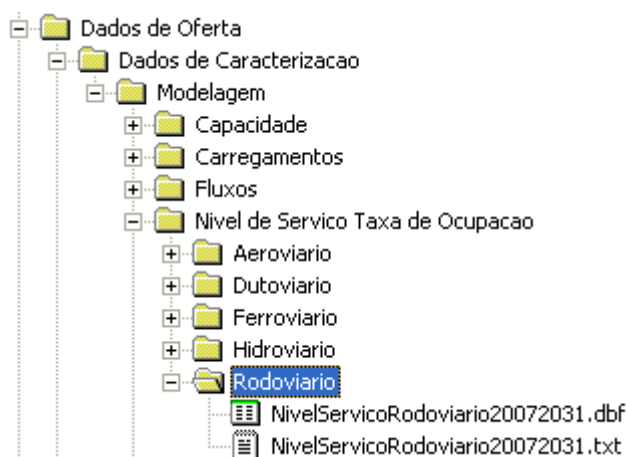 Dados de Oferta
Dados de Caracterizacao
Modelagem
Capacidade
Carregamentos
Fluxos
Nivel de Servico Taxa de Ocupacao
Aeroviario
Dutoviario
Ferroviario
Hidroviario
Rodoviario
NivelServicoRodoviario20072031.dbf
NivelServicoRodoviario20072031.txt